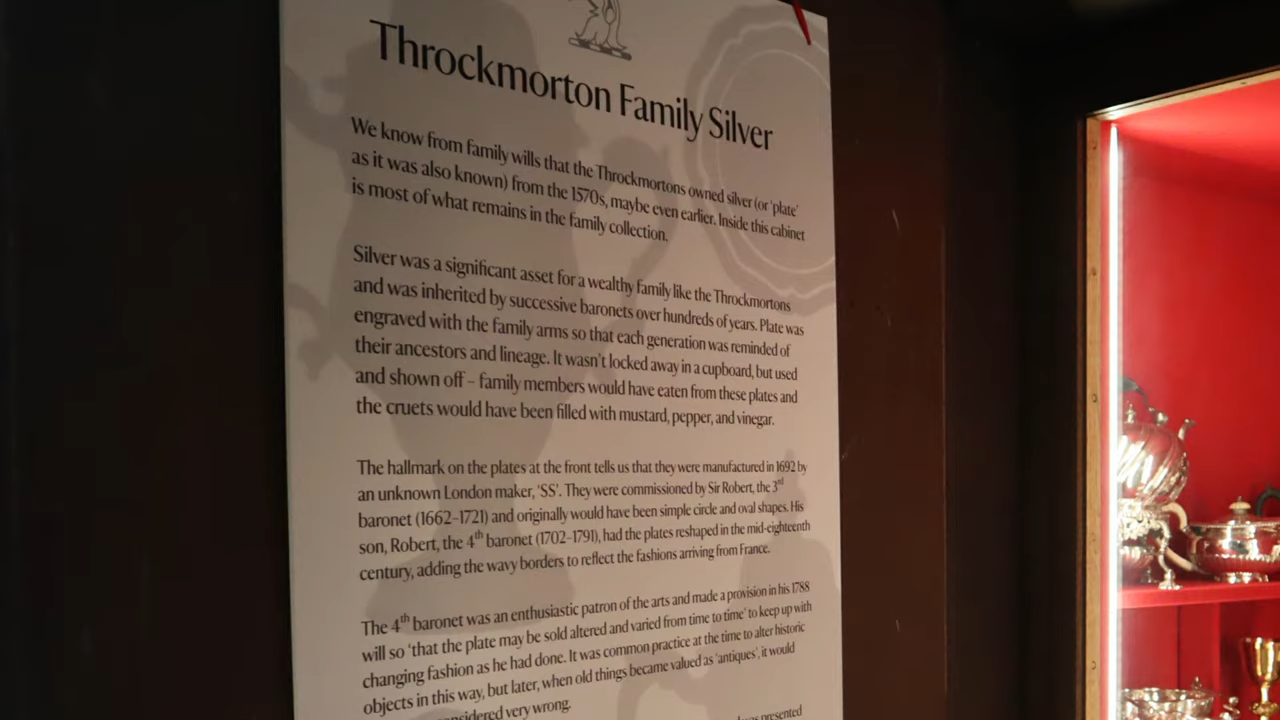 Throckmorton Family Silver
We know from family wills that the Throckmortons owned silver (or 'plate'
as it was also known) from the 1570s, maybe even earlier. Inside this cabinet
is most of what remains in the family collection.
Silver was a significant asset for a wealthy family like the Throckmortons
and was inherited by successive baronets over hundreds of years. Plate was
engraved with the family arms so that each generation was reminded of
their ancestors and lineage. It wasn't locked away in a cupboard, but used
and shown off – family members would have eaten from these plates and
the cruets would have been filled with mustard, pepper, and vinegar.
The hallmark on the plates at the front tells us that they were manufactured in 1692 by
an unknown London maker, 'SS'. They were commissioned by Sir Robert, the 3rd
baronet (1662–1721) and originally would have been simple circle and oval shapes. His
son, Robert, the 4th baronet (1702–1791), had the plates reshaped in the mid-eighteenth
century, adding the wavy borders to reflect the fashions arriving from France.
The 4th baronet was an enthusiastic patron of the arts and made a provision in his 1788
will so 'that the plate may be sold altered and varied from time to time' to keep up with
changing fashion as he had done. It was common practice at the time to alter historic
objects in this way, but later, when old things became valued as 'antiques', it would
very wrong.
presented